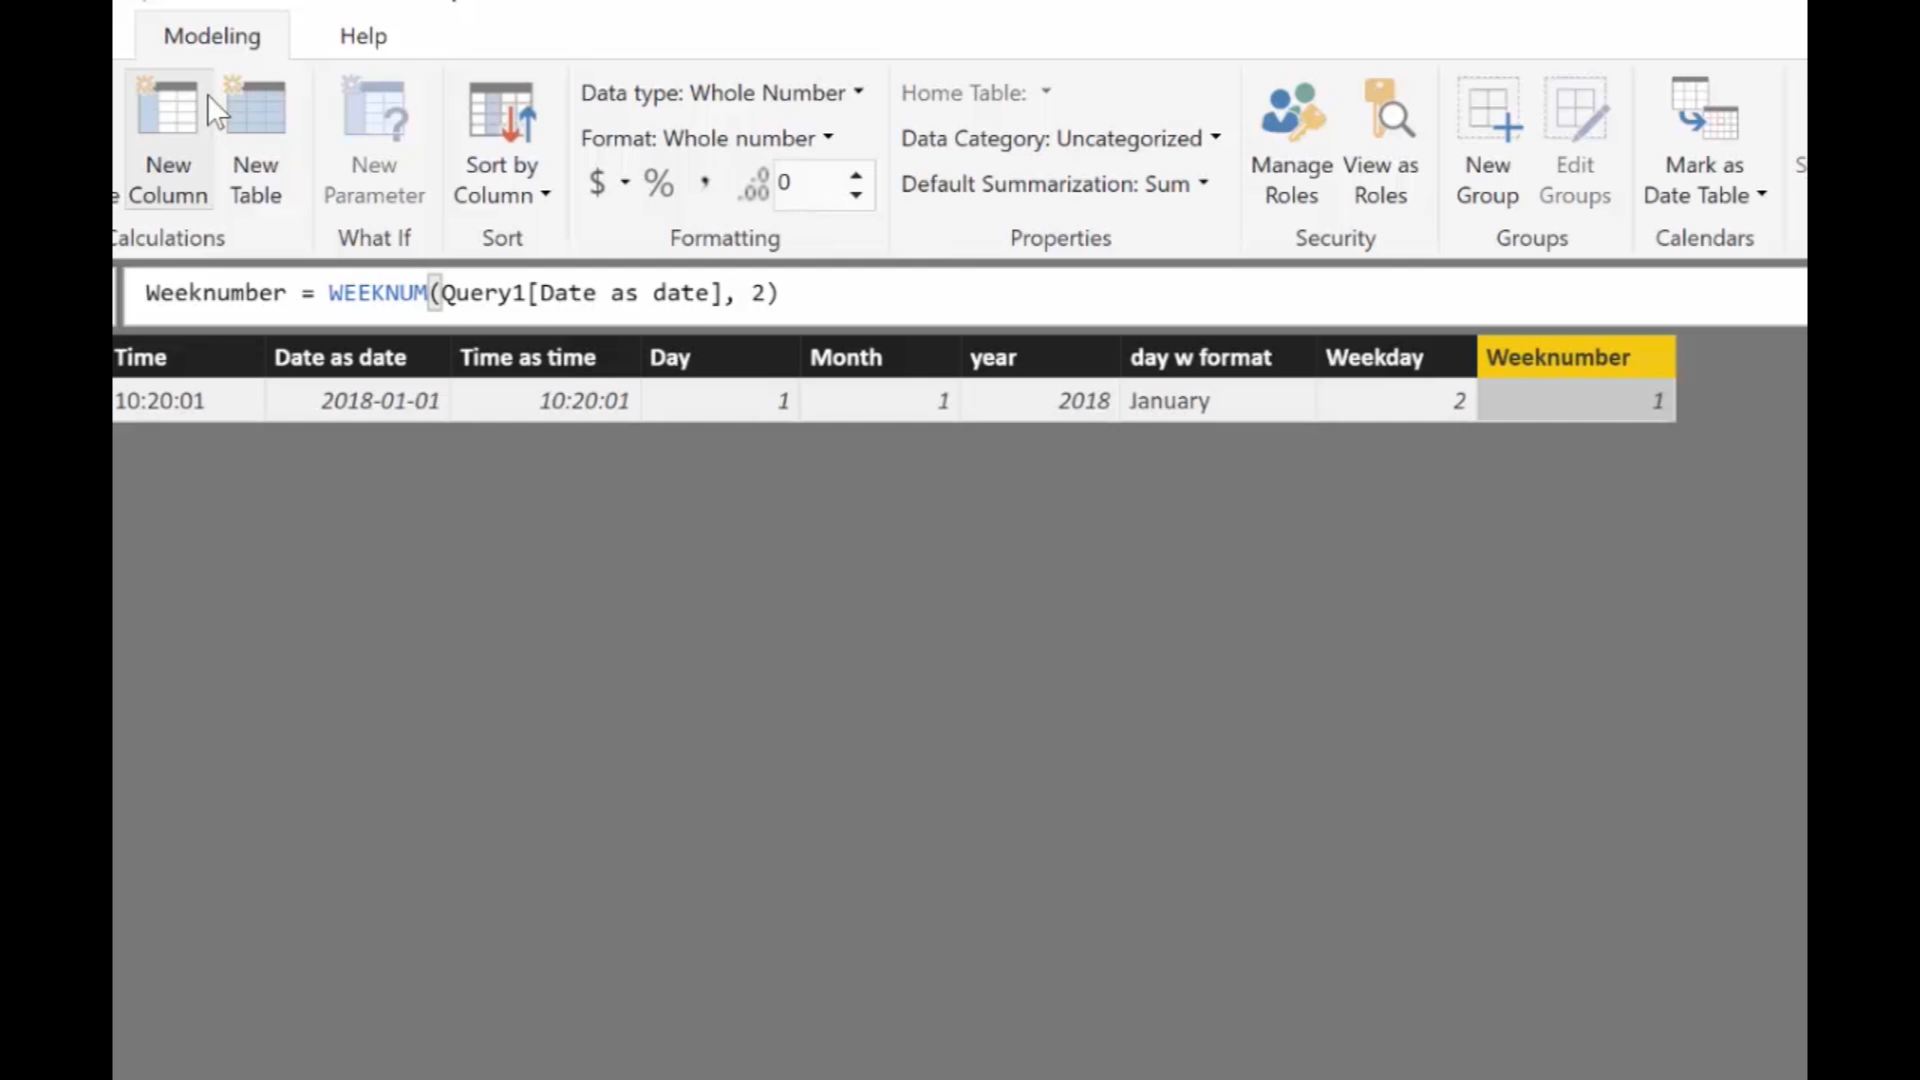 Modeling Help
New Column
New Table
New Parameter
Sort by Column
Data type: Whole Number
Format: Whole number
$ % , .0 .00 0
Home Table:
Data Category: Uncategorized
Default Summarization: Sum
Manage Roles
View as Roles
New Group
Edit Groups
Mark as Date Table
Calculations What If Sort Formatting Properties Security Groups Calendars
Weeknumber = WEEKNUM(Query1[Date as date], 2)
Time Date as date Time as time Day Month year day w format Weekday Weeknumber
10:20:01 2018-01-01 10:20:01 1 1 2018 January 2 1